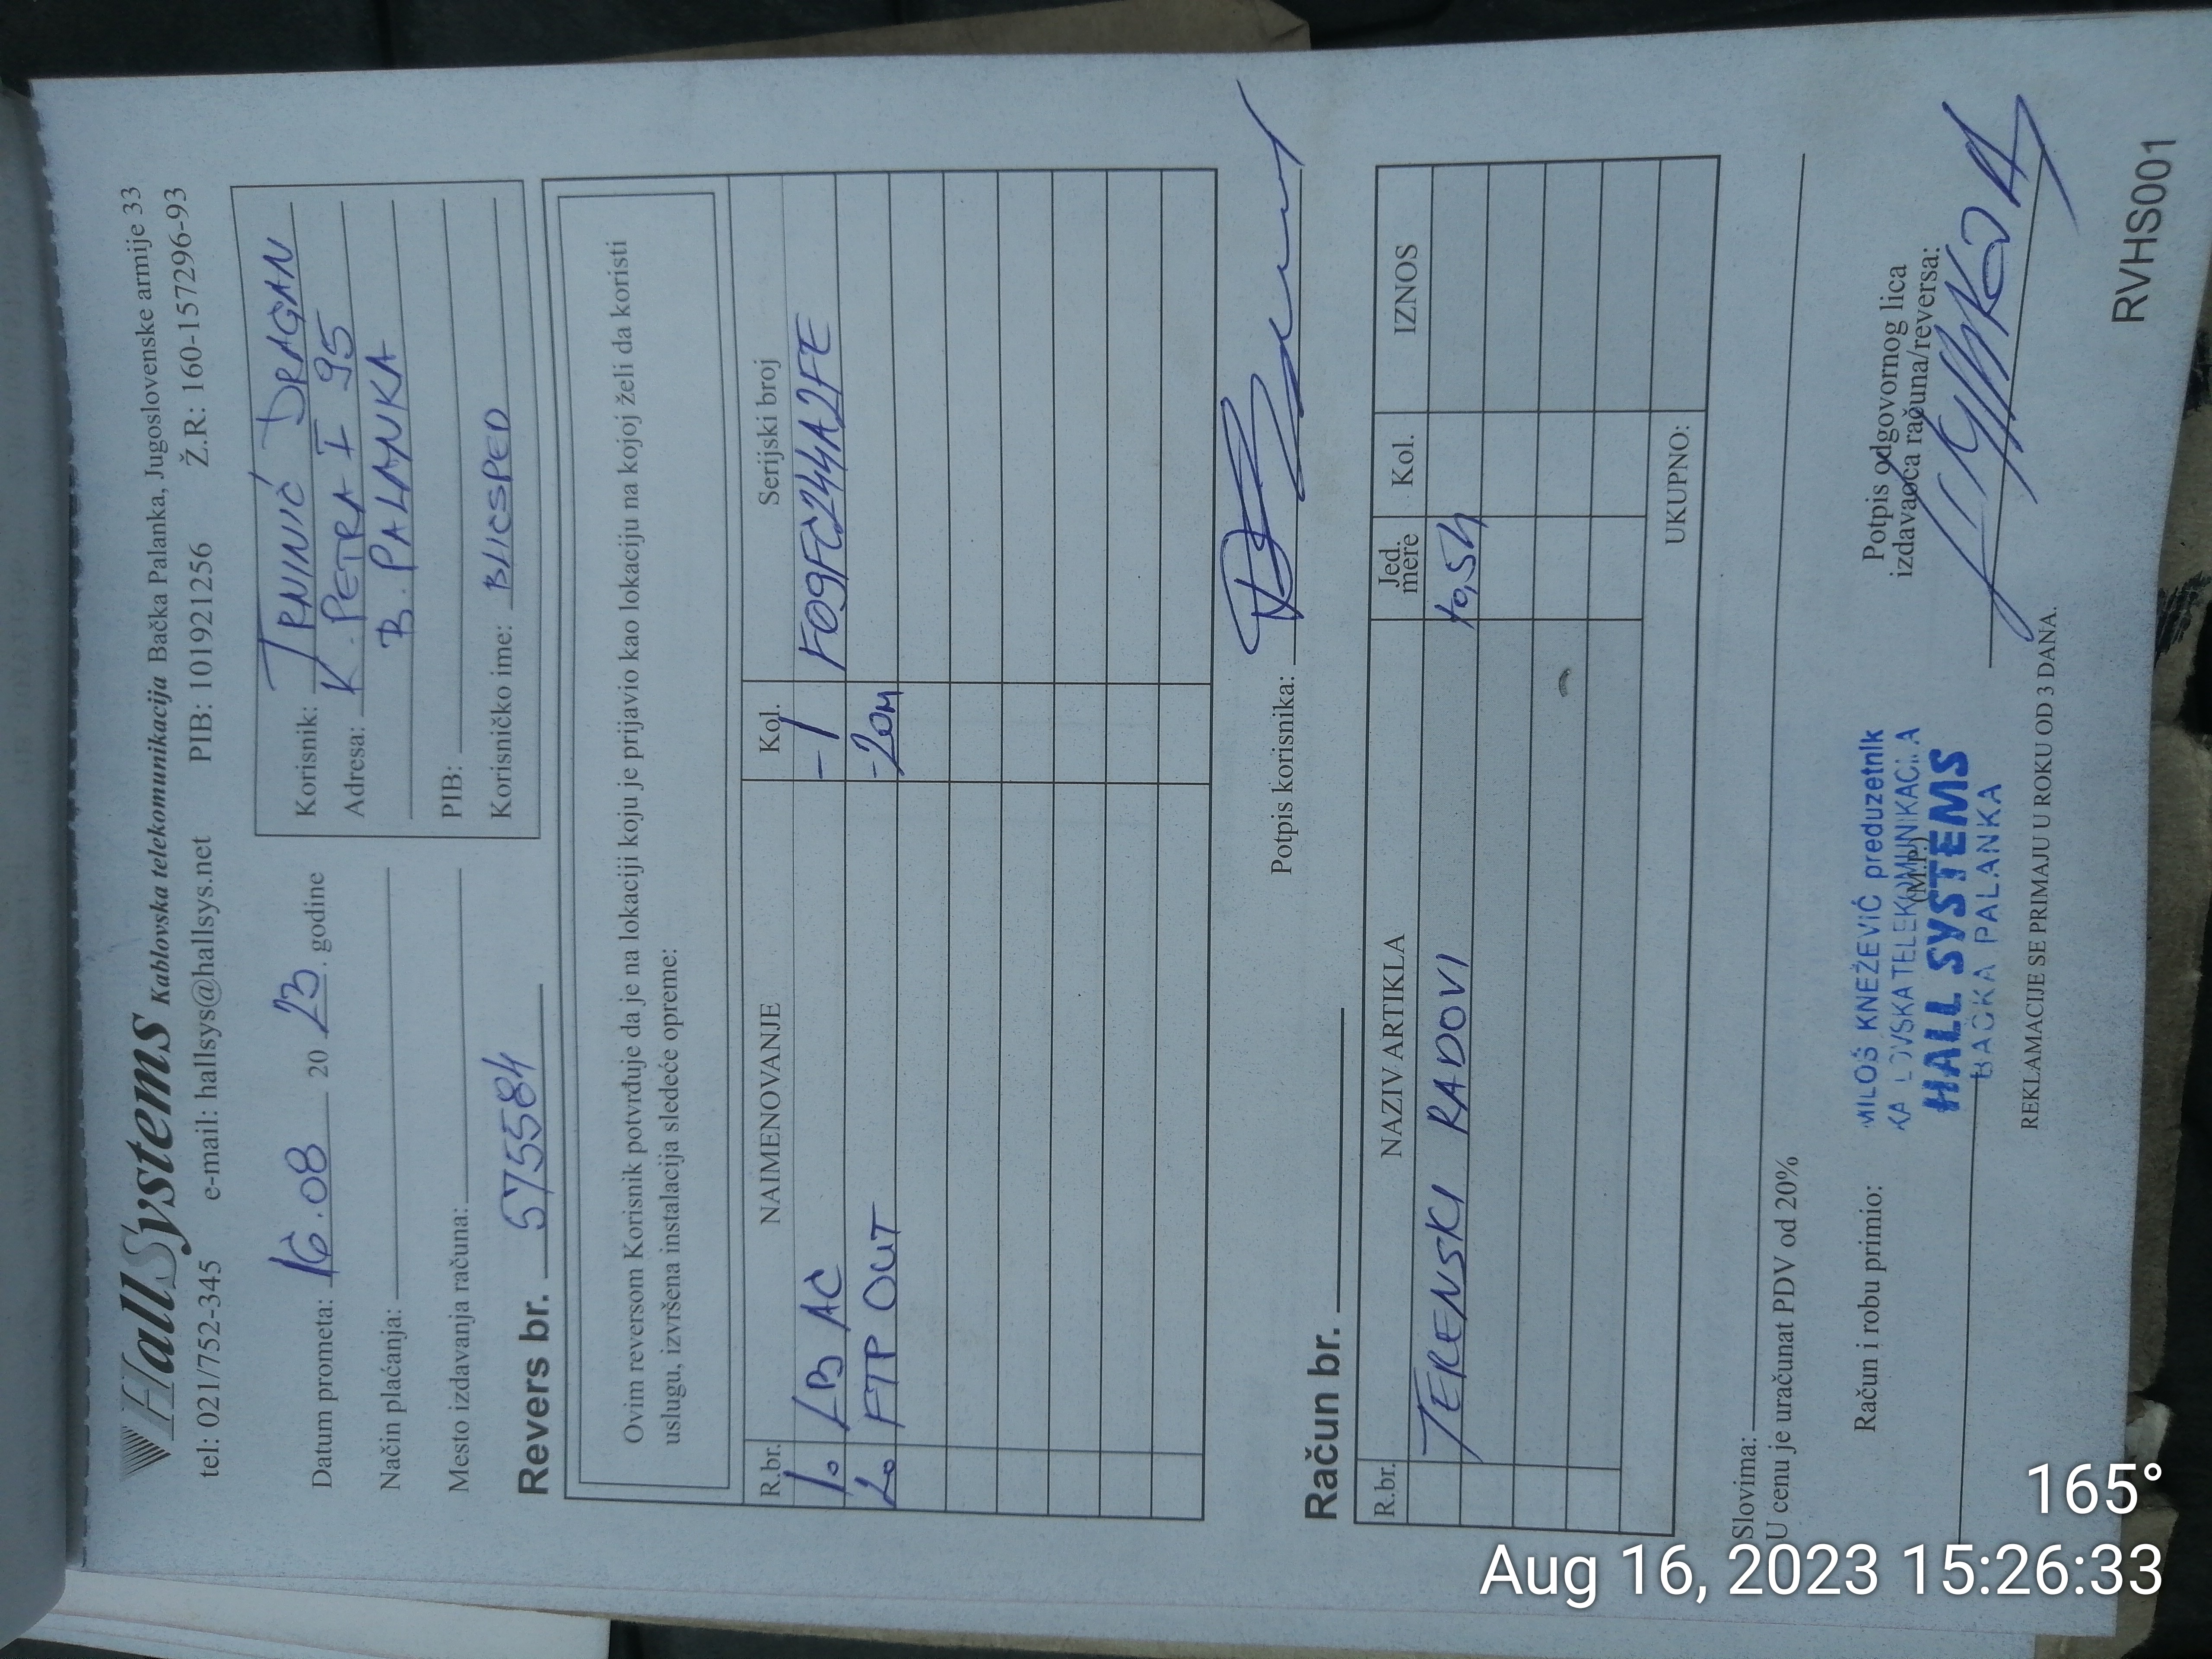 HallSystems Kablovska telekomunikacija Bačka Palanka, Jugoslovenske armije 33
tel: 021/752-345 e-mail: hallsys@hallsys.net PIB: 101921256 Ž.R: 160-157296-93
Datum prometa: 16.08 20 23. godine
Način plaćanja:
Mesto izdavanja računa:
Korisnik: TRNINIĆ DRAGAN
Adresa: K. PETRA I 95
B. PALANKA
PIB:
Korisničko ime: BLICSPED
Revers br. 575584
Ovim reversom Korisnik potvrđuje da je na lokaciji koju je prijavio kao lokaciju na kojoj želi da koristi
uslugu, izvršena instalacija sledeće opreme:
R.br. NAIMENOVANJE Kol. Serijski broj
1. LB AC -1 F09FC244A2FE
2. FTP OUT -20m
Potpis korisnika:
Račun br.
R.br. NAZIV ARTIKLA Jed. mere Kol. IZNOS
TERENSKI RADOVI
UKUPNO:
Slovima:
U cenu je uračunat PDV od 20%
Račun i robu primio:
MILOŠ KNEŽEVIĆ preduzetnik
KABLOVSKA TELEKOMUNIKACIJA
(M.P.)
HALL SYSTEMS
BAČKA PALANKA
Potpis odgovornog lica
izdavaoca računa/reversa:
REKLAMACIJE SE PRIMAJU U ROKU OD 3 DANA.
RVHS001
165°
Aug 16, 2023 15:26:33